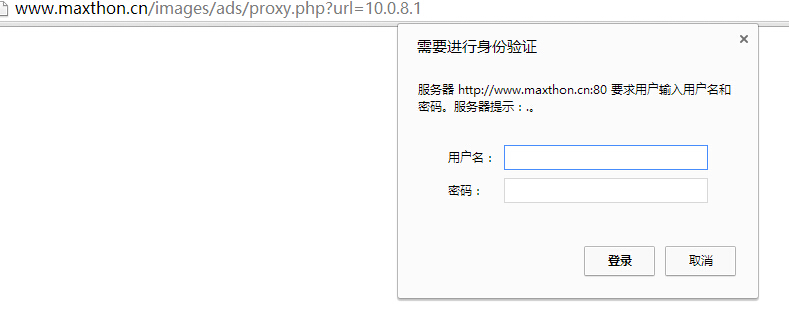 www.maxthon.cn/images/ads/proxy.php?url=10.0.8.1
需要进行身份验证
服务器 http://www.maxthon.cn:80 要求用户输入用户名和
密码。服务器提示：.。
用户名：
密码：
登录
取消